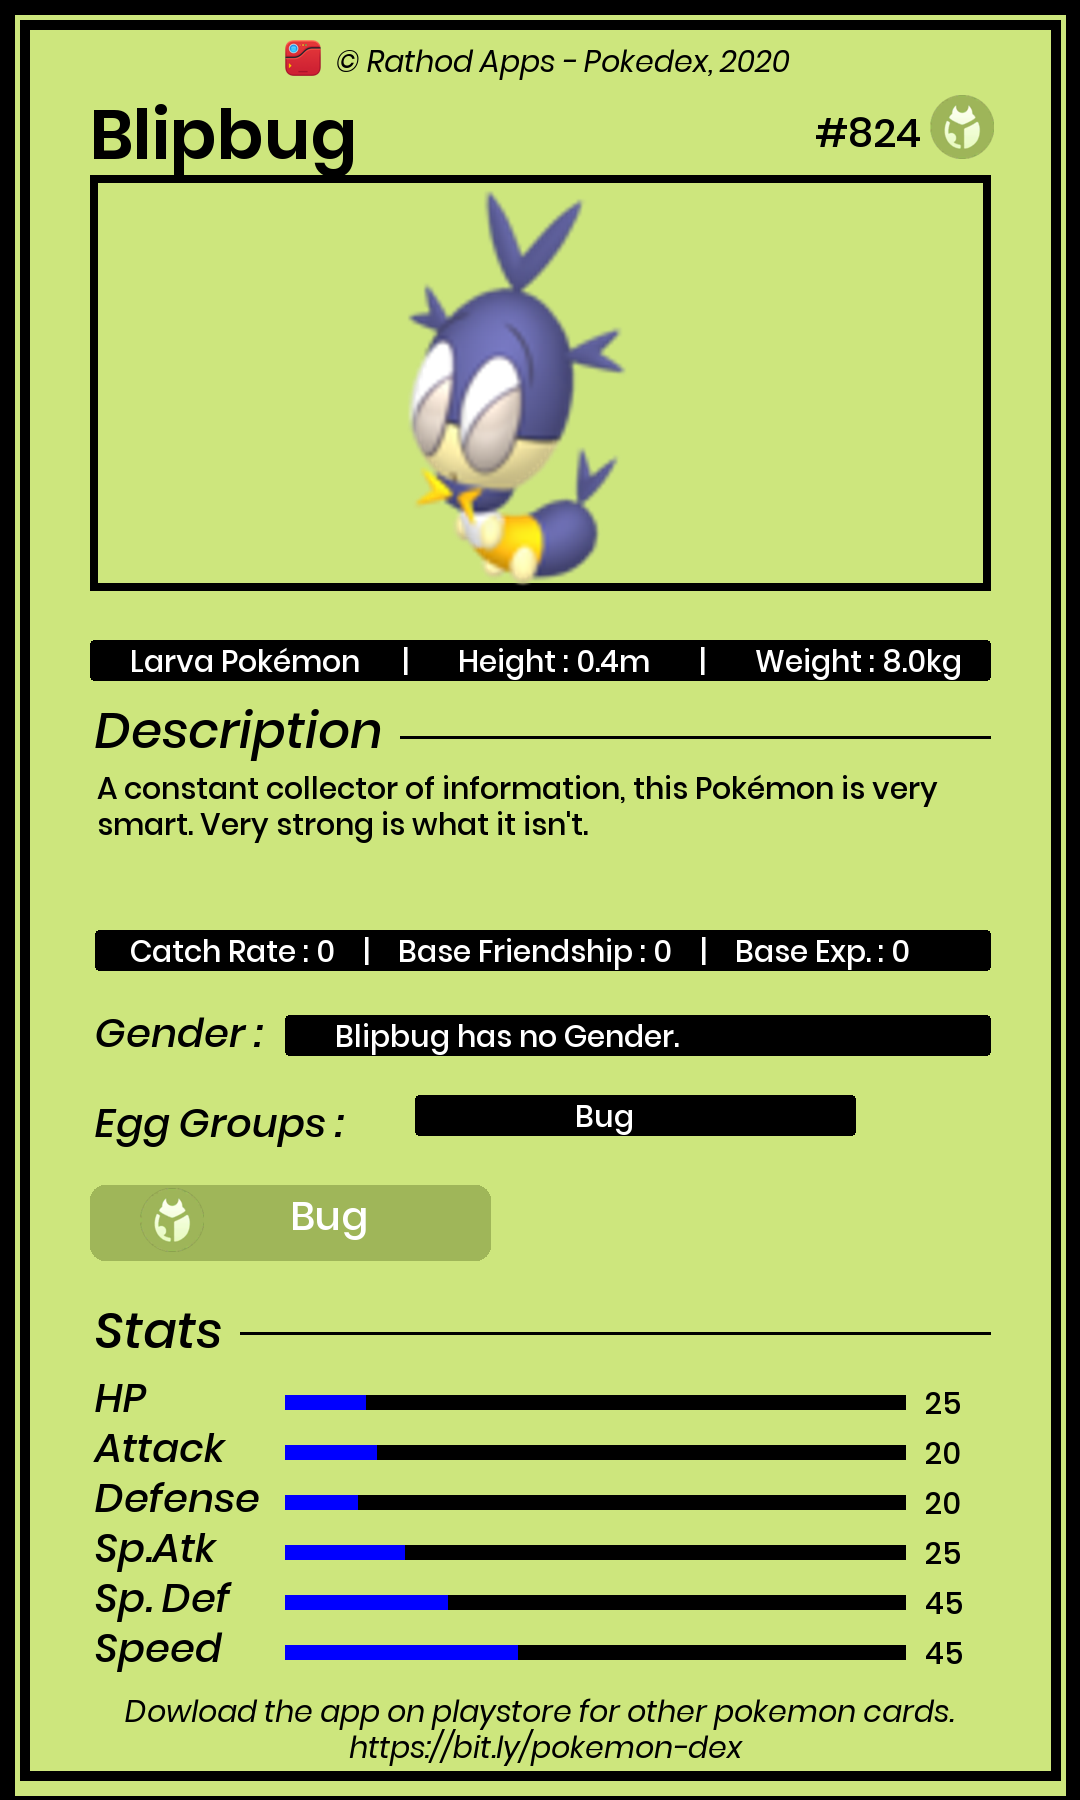 © Rathod Apps - Pokedex, 2020
Blipbug
#824
Larva Pokémon | Height : 0.4m | Weight : 8.0kg
Description
A constant collector of information, this Pokémon is very
smart. Very strong is what it isn't.
Catch Rate : 0 | Base Friendship : 0 | Base Exp. : 0
Gender : Blipbug has no Gender.
Egg Groups : Bug
Bug
Stats
HP 25
Attack 20
Defense 20
Sp.Atk 25
Sp. Def 45
Speed 45
Dowload the app on playstore for other pokemon cards.
https://bit.ly/pokemon-dex